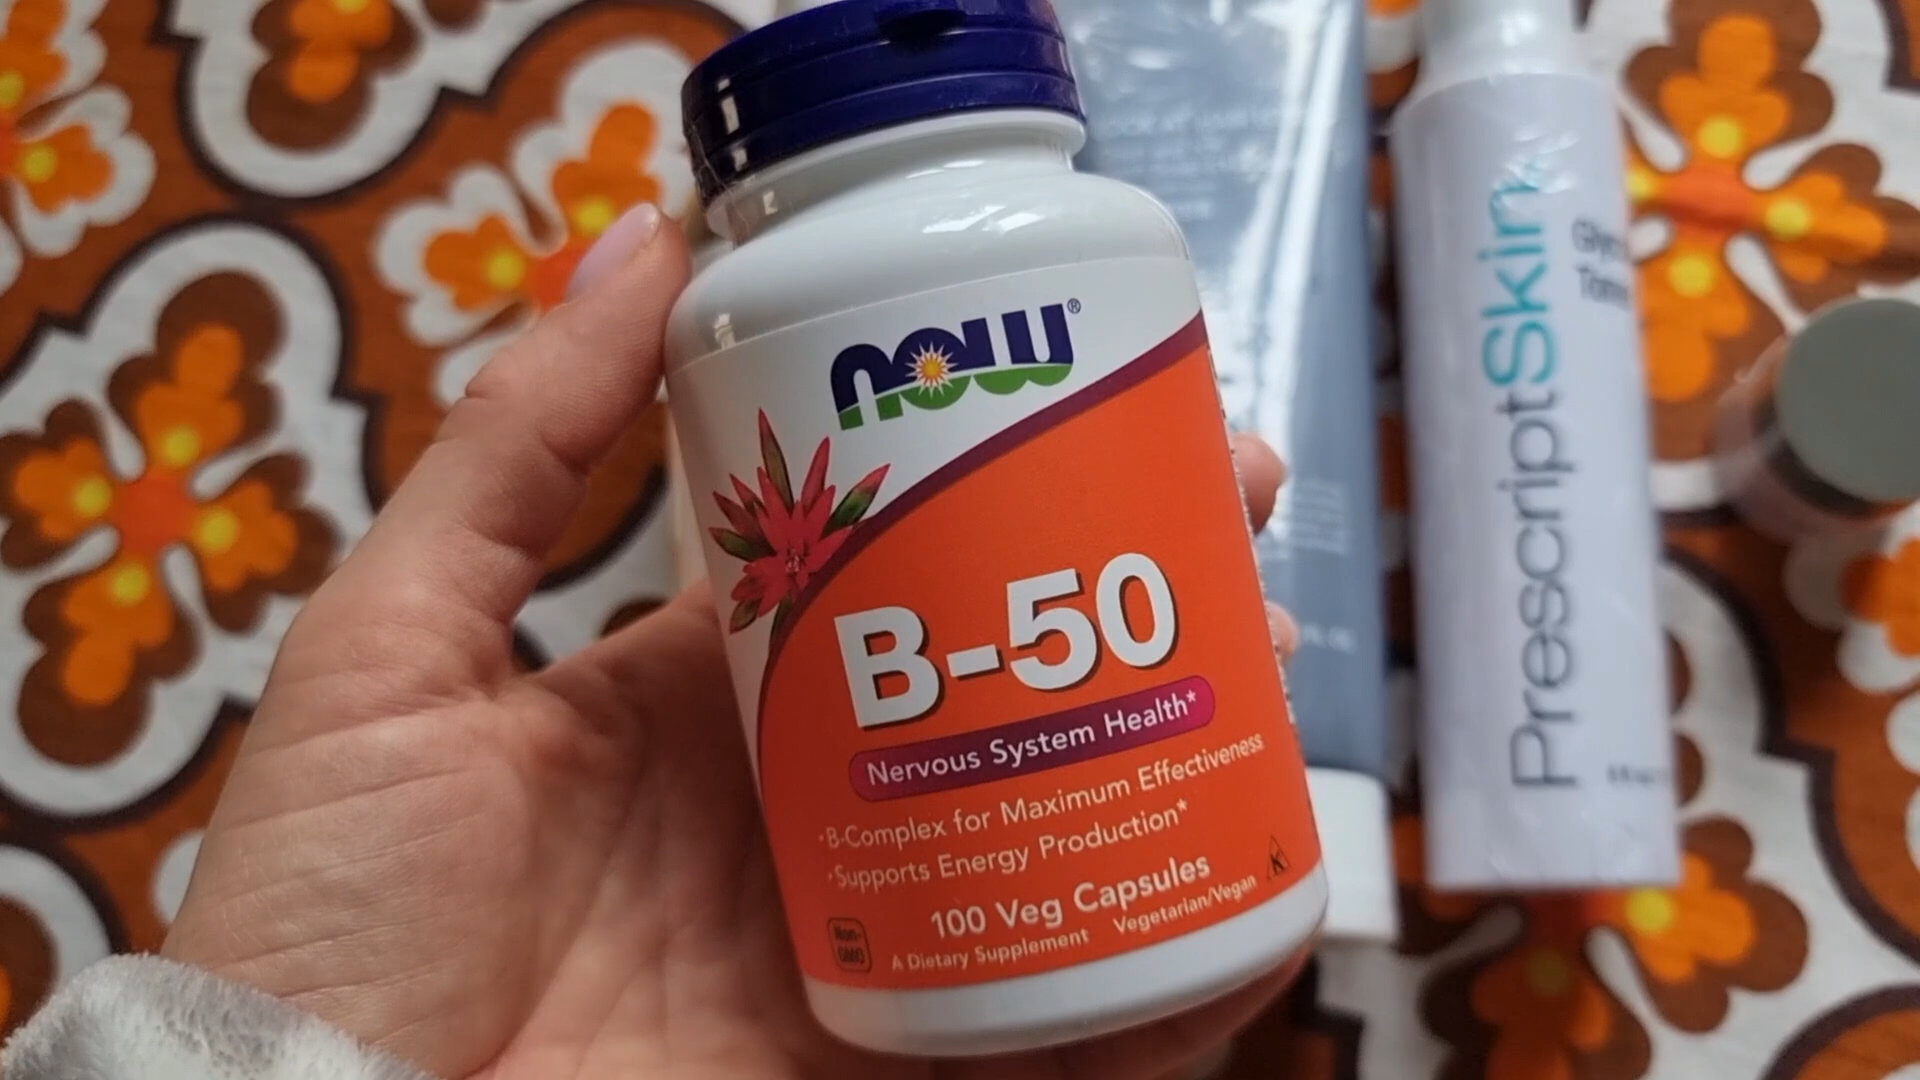 NOW®
B-50
Nervous System Health*
•B-Complex for Maximum Effectiveness
•Supports Energy Production*
100 Veg Capsules
K
Non-
GMO
A Dietary Supplement Vegetarian/Vegan
PrescriptSkin